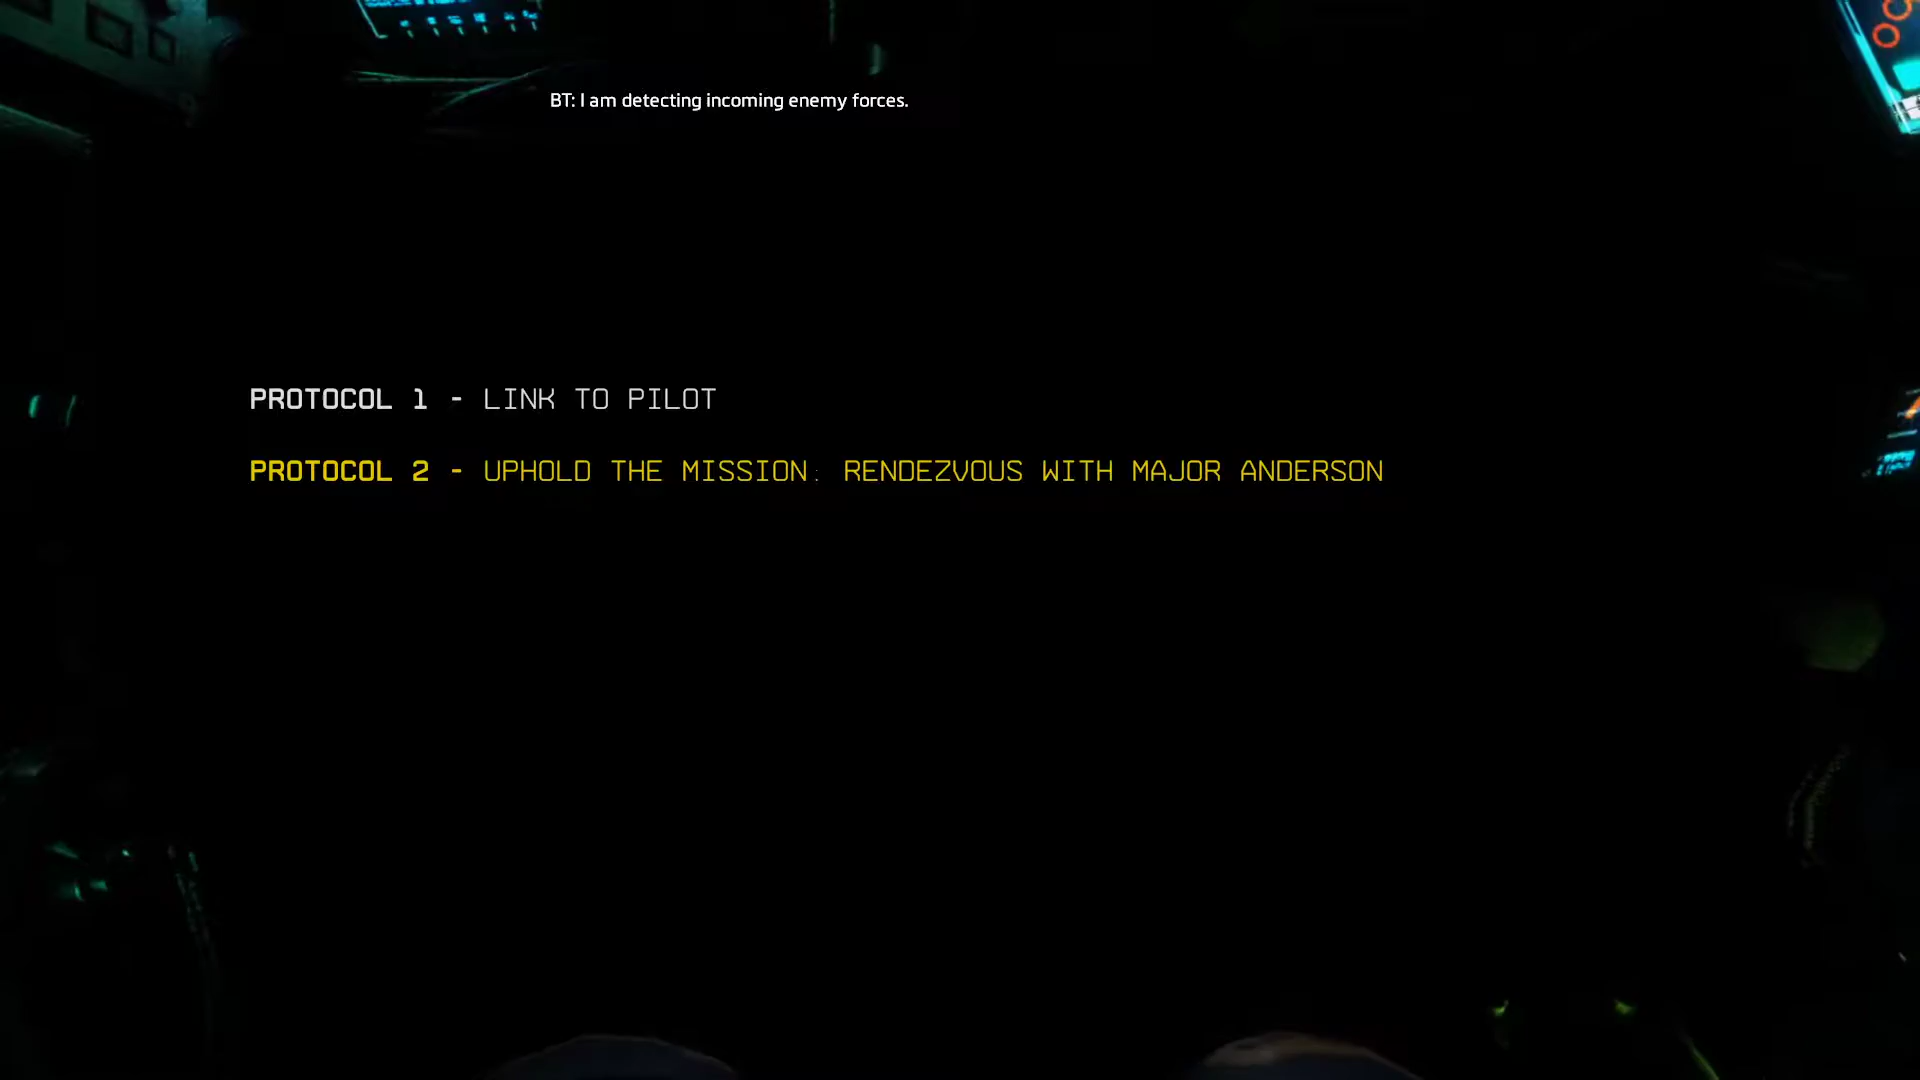 BT: I am detecting incoming enemy forces.
PROTOCOL 1 - LINK TO PILOT
PROTOCOL 2 - UPHOLD THE MISSION: RENDEZVOUS WITH MAJOR ANDERSON